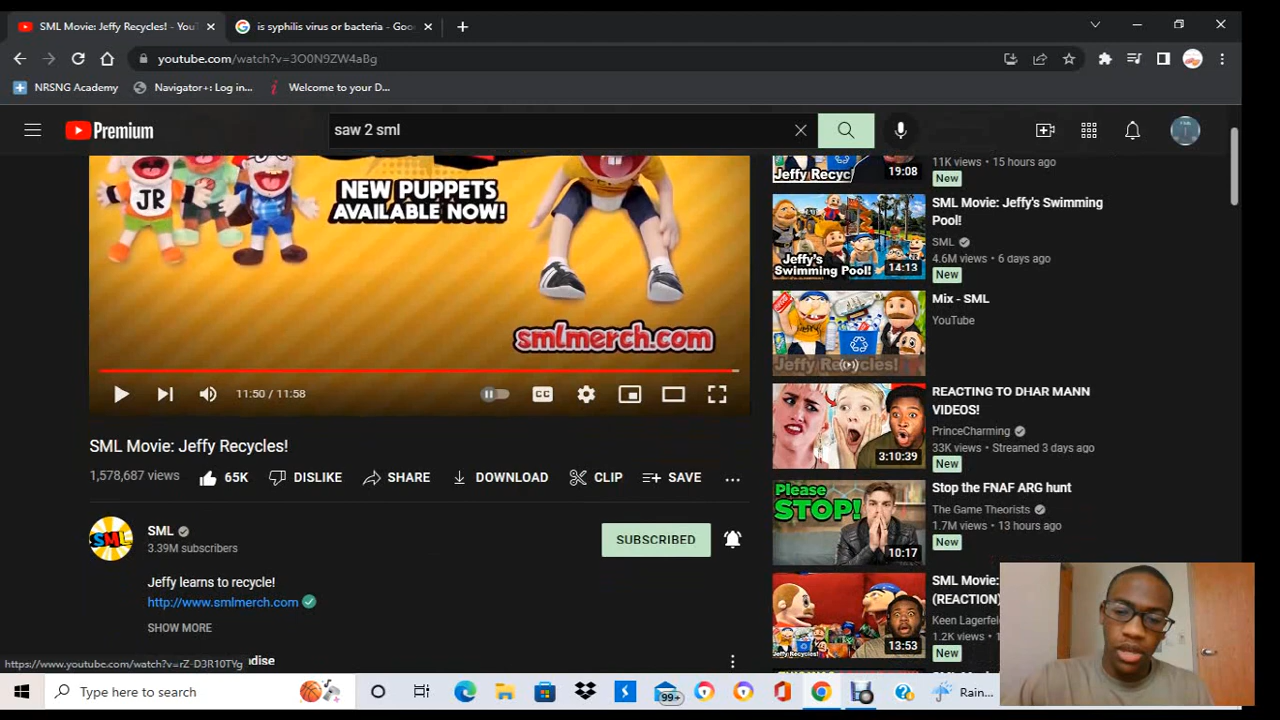 SML Movie: Jeffy Recycles! - You
is syphilis virus or bacteria - Goo
youtube.com/watch?v=3O0N9ZW4aBg
NRSNG Academy
Navigator+: Log in...
Welcome to your D...
Premium
saw 2 sml
JR
NEW PUPPETS
AVAILABLE NOW!
smlmerch.com
11:50 / 11:58
CC
SML Movie: Jeffy Recycles!
1,578,687 views
65K
DISLIKE
SHARE
DOWNLOAD
CLIP
SAVE
SML
3.39M subscribers
SUBSCRIBED
Jeffy learns to recycle!
http://www.smlmerch.com
SHOW MORE
https://www.youtube.com/watch?v=rZ-D3R10TYg
dise
Jeffy Recycl
19:08
11K views • 15 hours ago
New
Jeffy's
Swimming Pool!
14:13
SML Movie: Jeffy's Swimming
Pool!
SML
4.6M views • 6 days ago
New
Jeffy Recycles!
Mix - SML
YouTube
3:10:39
REACTING TO DHAR MANN
VIDEOS!
PrinceCharming
33K views • Streamed 3 days ago
New
Please
STOP!
10:17
Stop the FNAF ARG hunt
The Game Theorists
1.7M views • 13 hours ago
New
Jeffy Recycles!
13:53
SML Movie:
(REACTION)
Keen Lagerfel
1.2K views
New
Type here to search
99+
Rain...